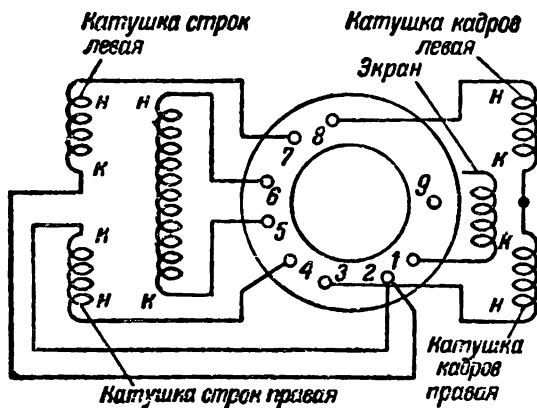 Катушка строк
левая
Катушка кадров
левая
Экран
н
н
н
8
7
к
6
9
5
к
к
4
3
2
1
н
к
н
Катушка
кадров
правая
Катушка строк правая